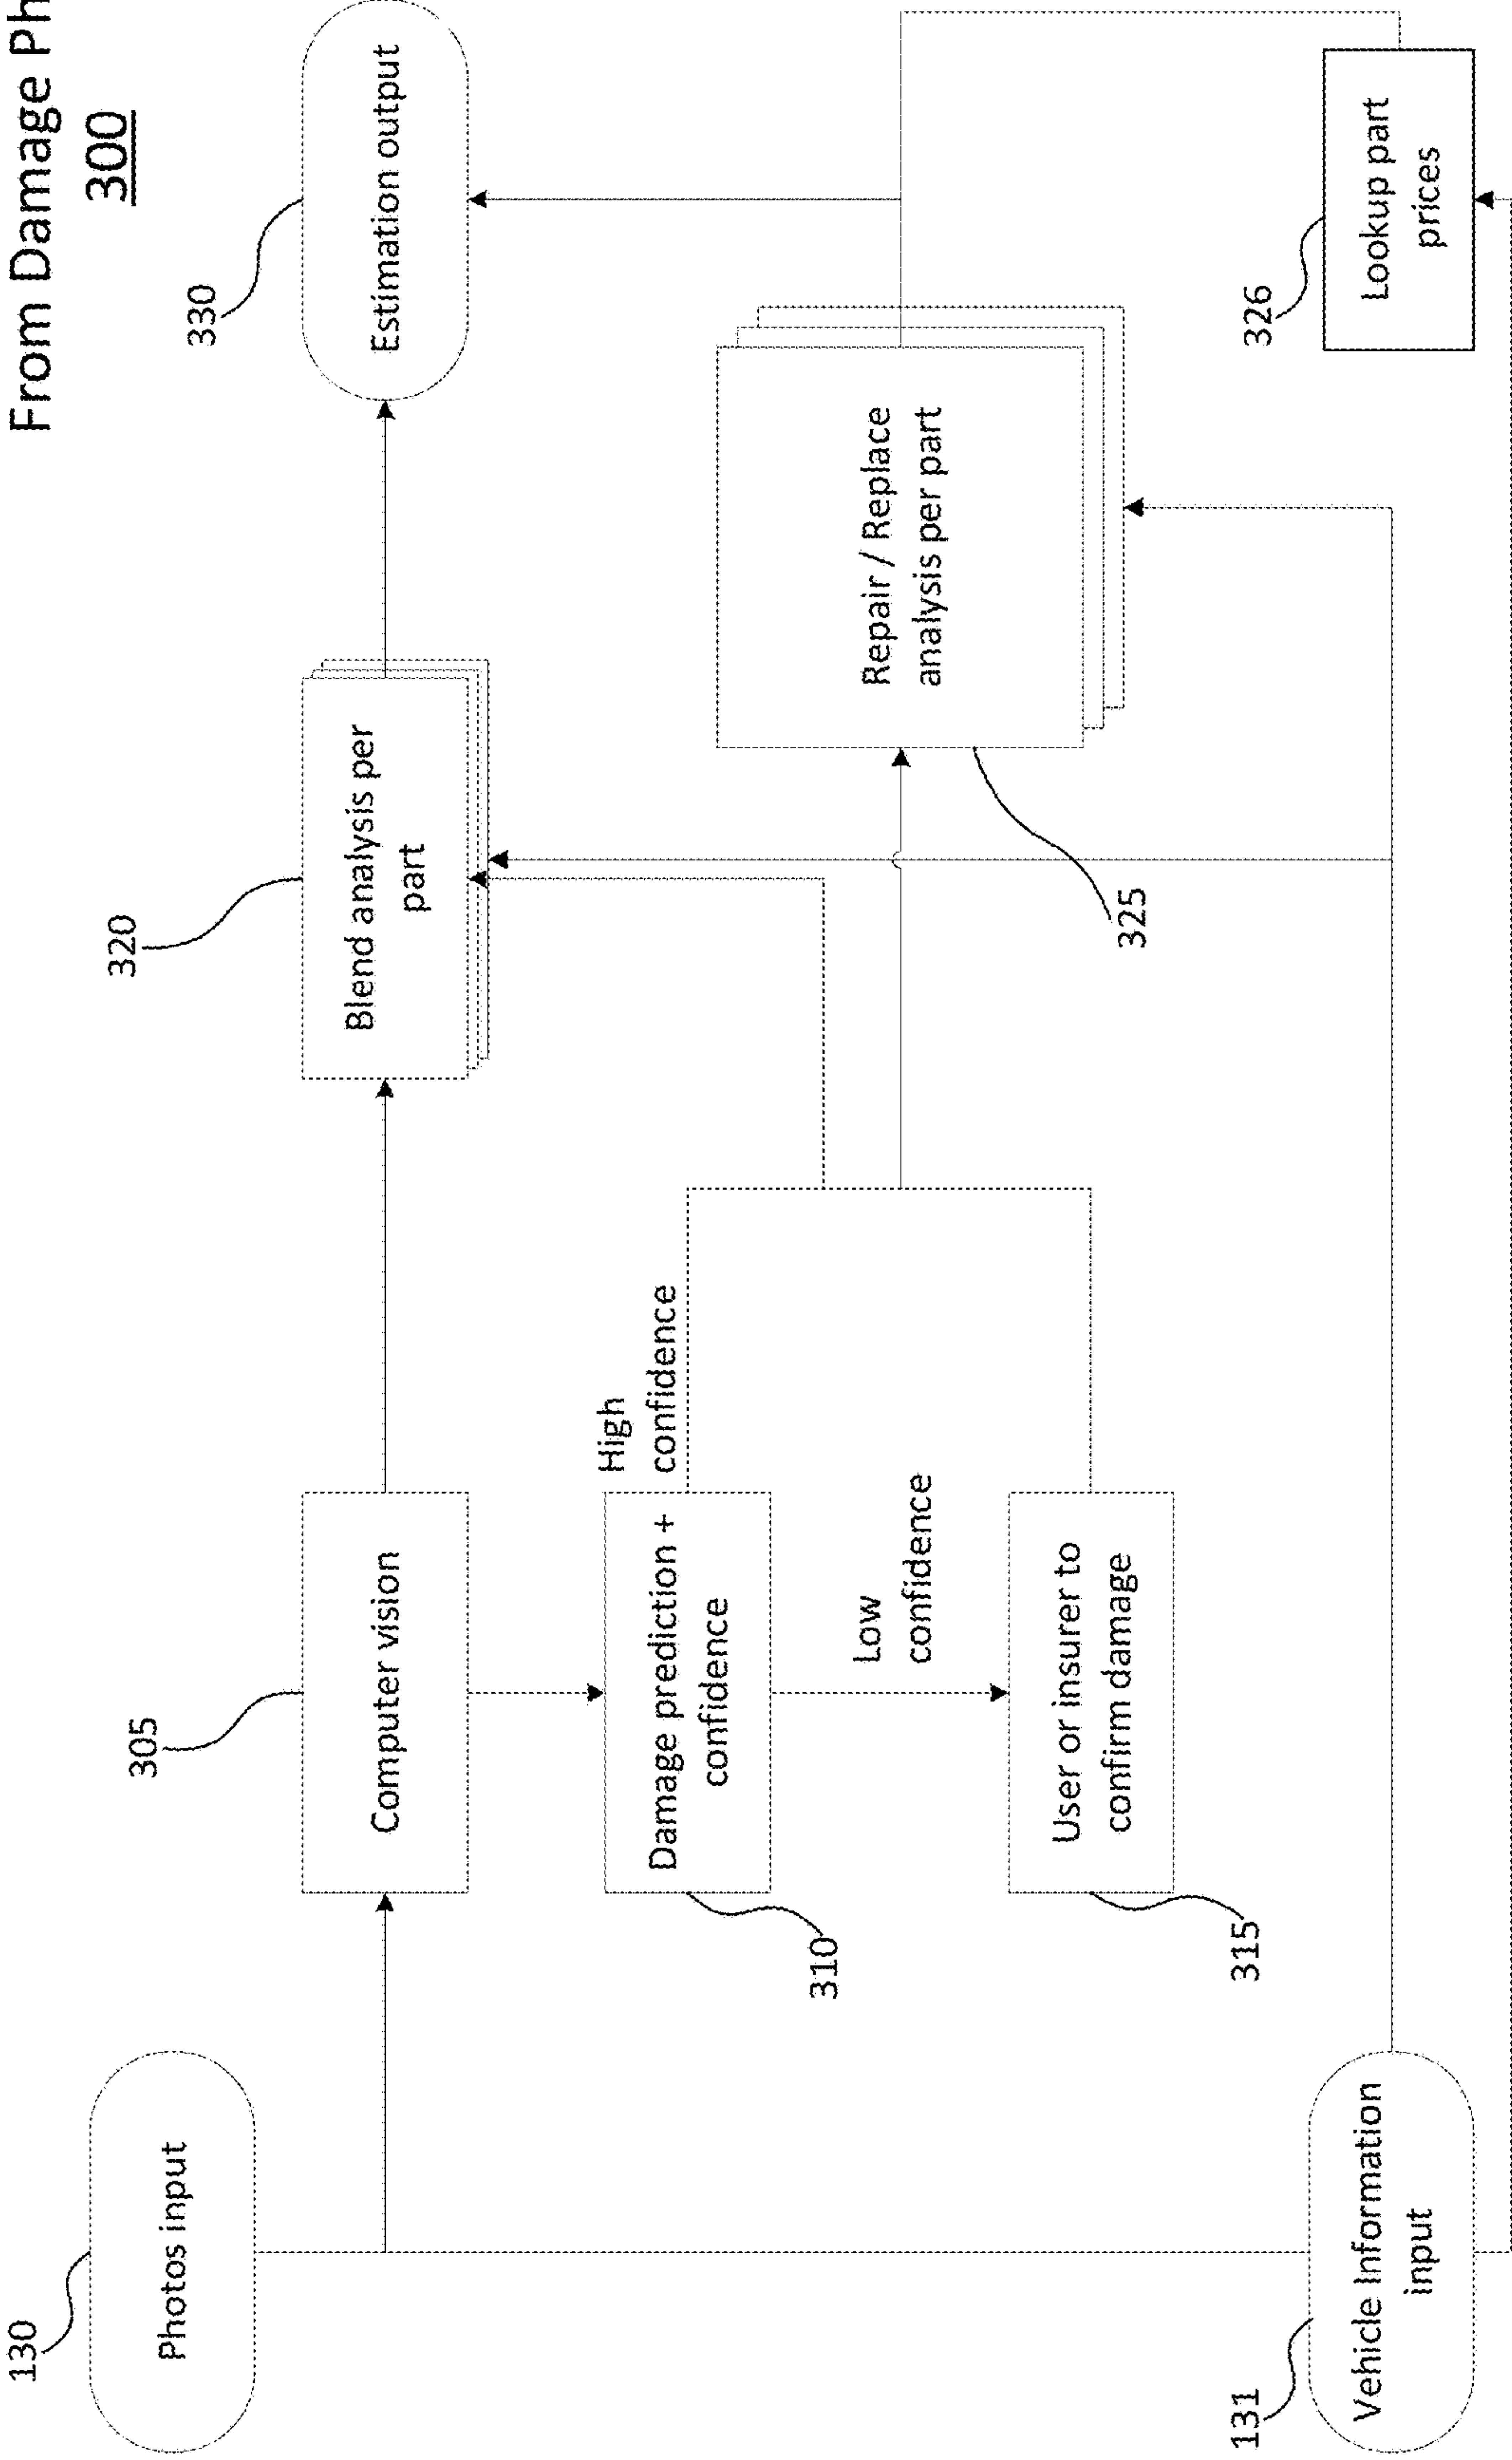 From Damage Ph
300
130
Photos input
305
Computer vision
320
Blend analysis per
part
330
Estimation output
310
Damage prediction +
confidence
High
confidence
Low
confidence
315
User or insurer to
confirm damage
325
Repair / Replace
analysis per part
131
Vehicle Information
input
326
Lookup part
prices